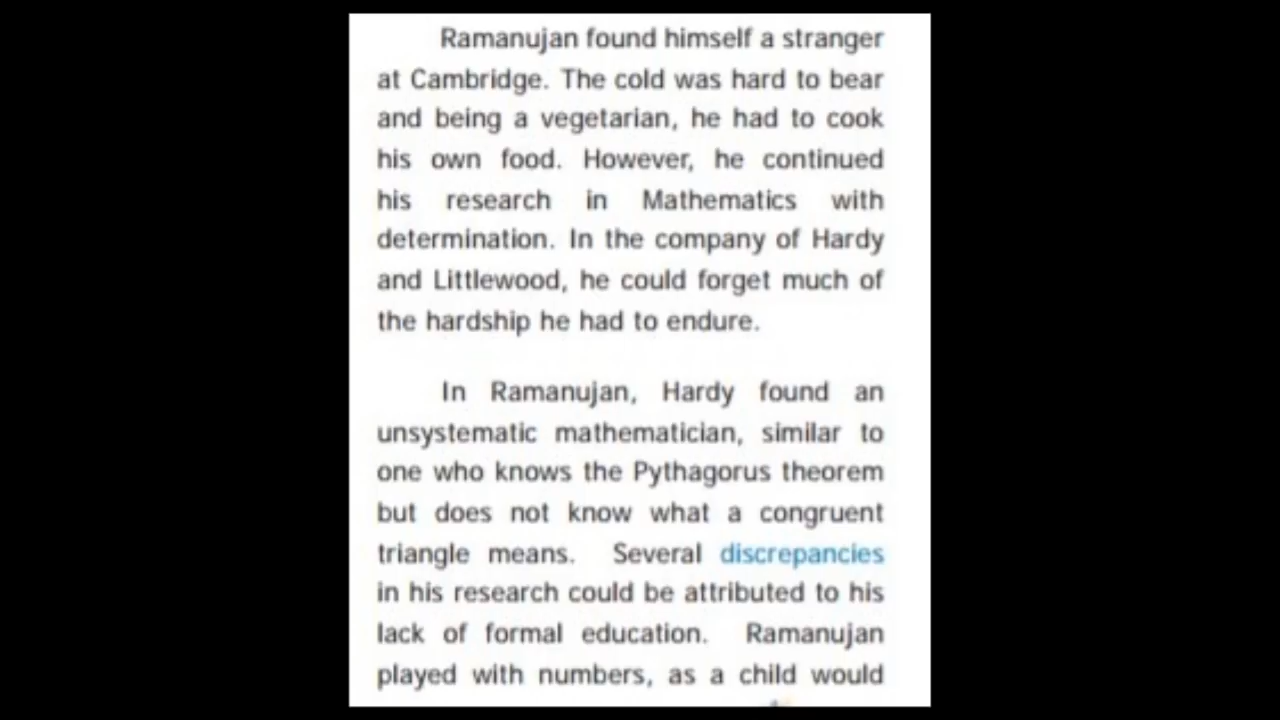 Ramanujan found himself a stranger
at Cambridge. The cold was hard to bear
and being a vegetarian, he had to cook
his own food. However, he continued
his research in Mathematics with
determination. In the company of Hardy
and Littlewood, he could forget much of
the hardship he had to endure.
In Ramanujan, Hardy found an
unsystematic mathematician, similar to
one who knows the Pythagorus theorem
but does not know what a congruent
triangle means. Several discrepancies
in his research could be attributed to his
lack of formal education. Ramanujan
played with numbers, as a child would